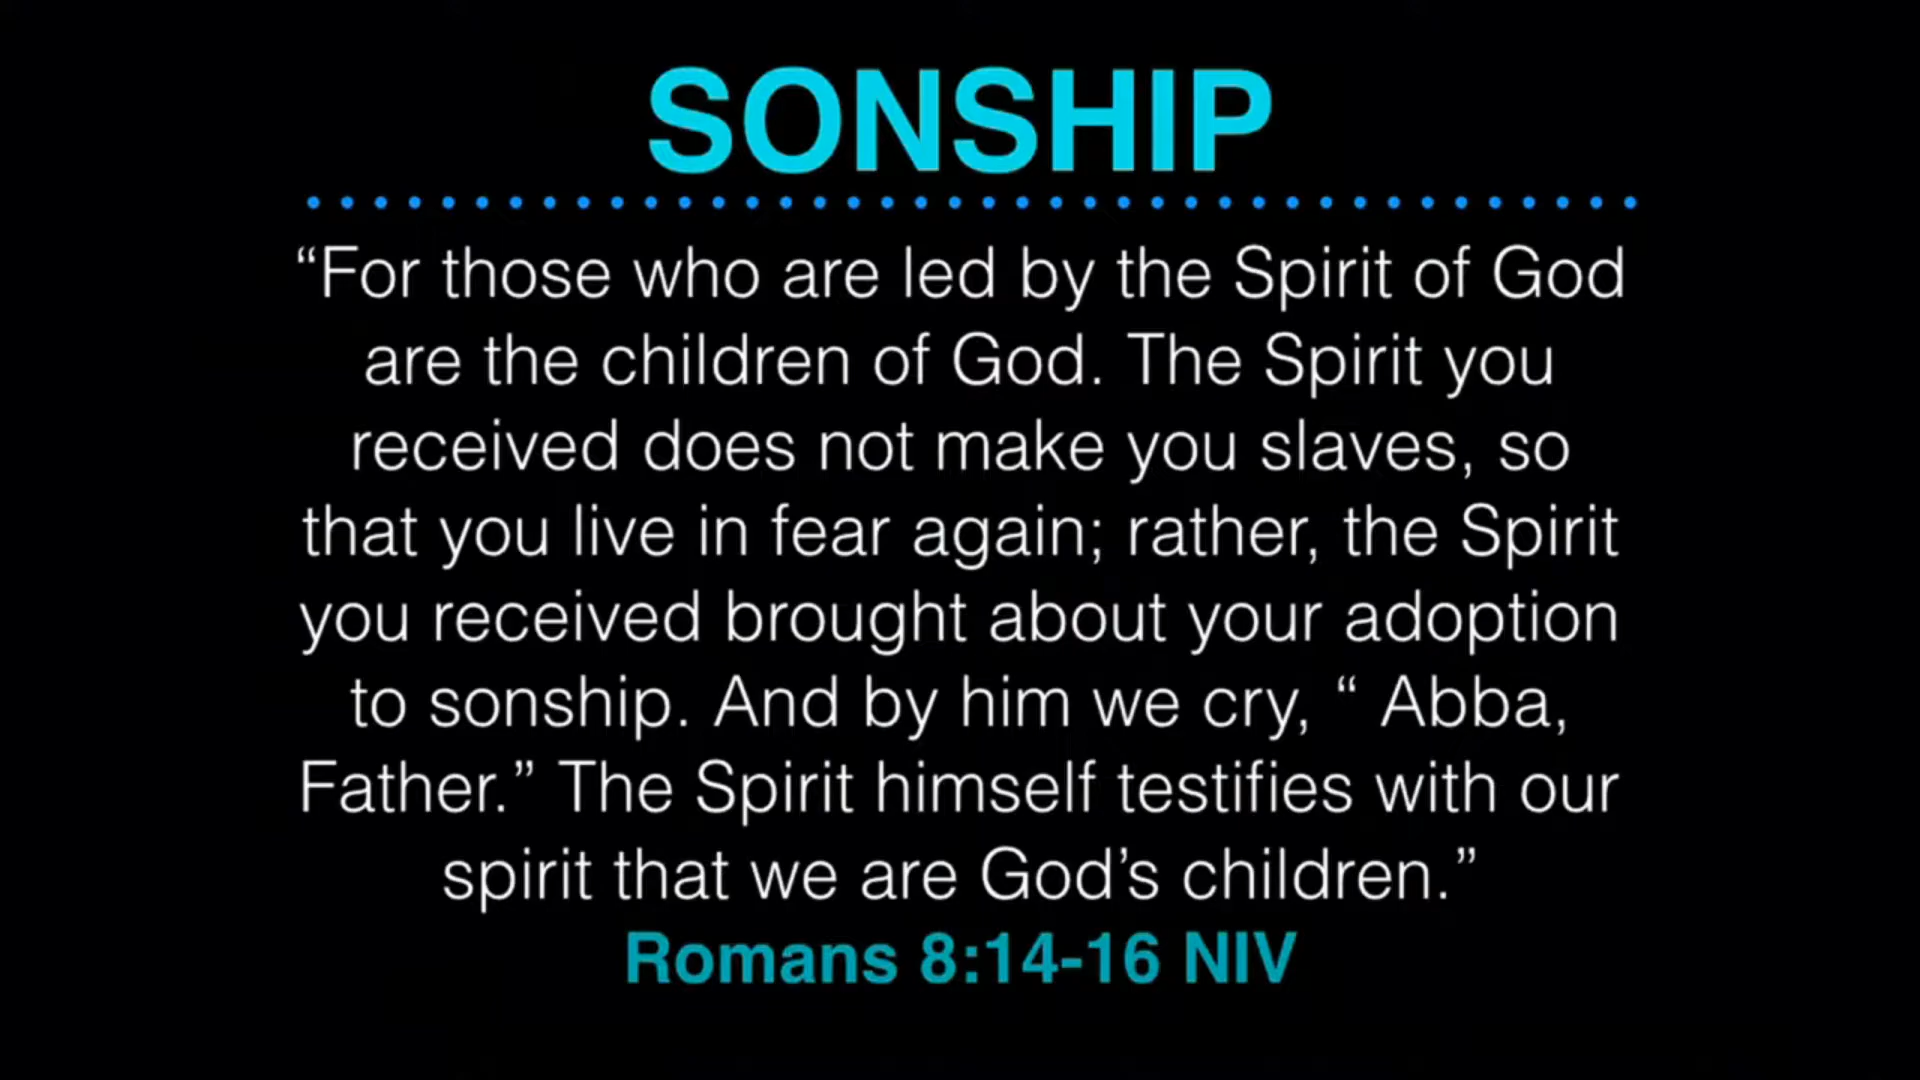 SONSHIP
“For those who are led by the Spirit of God
are the children of God. The Spirit you
received does not make you slaves, so
that you live in fear again; rather, the Spirit
you received brought about your adoption
to sonship. And by him we cry, “ Abba,
Father.” The Spirit himself testifies with our
spirit that we are God’s children.”
Romans 8:14-16 NIV